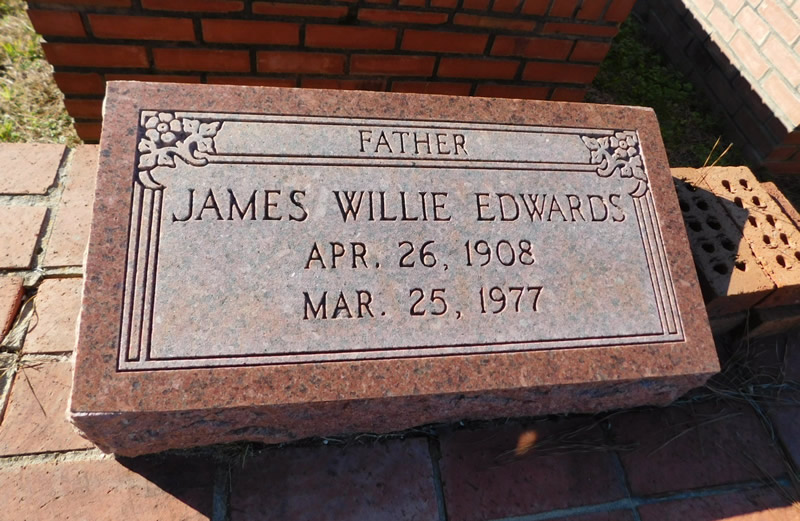 FATHER
JAMES WILLIE EDWARDS
APR. 26, 1908
MAR. 25, 1977